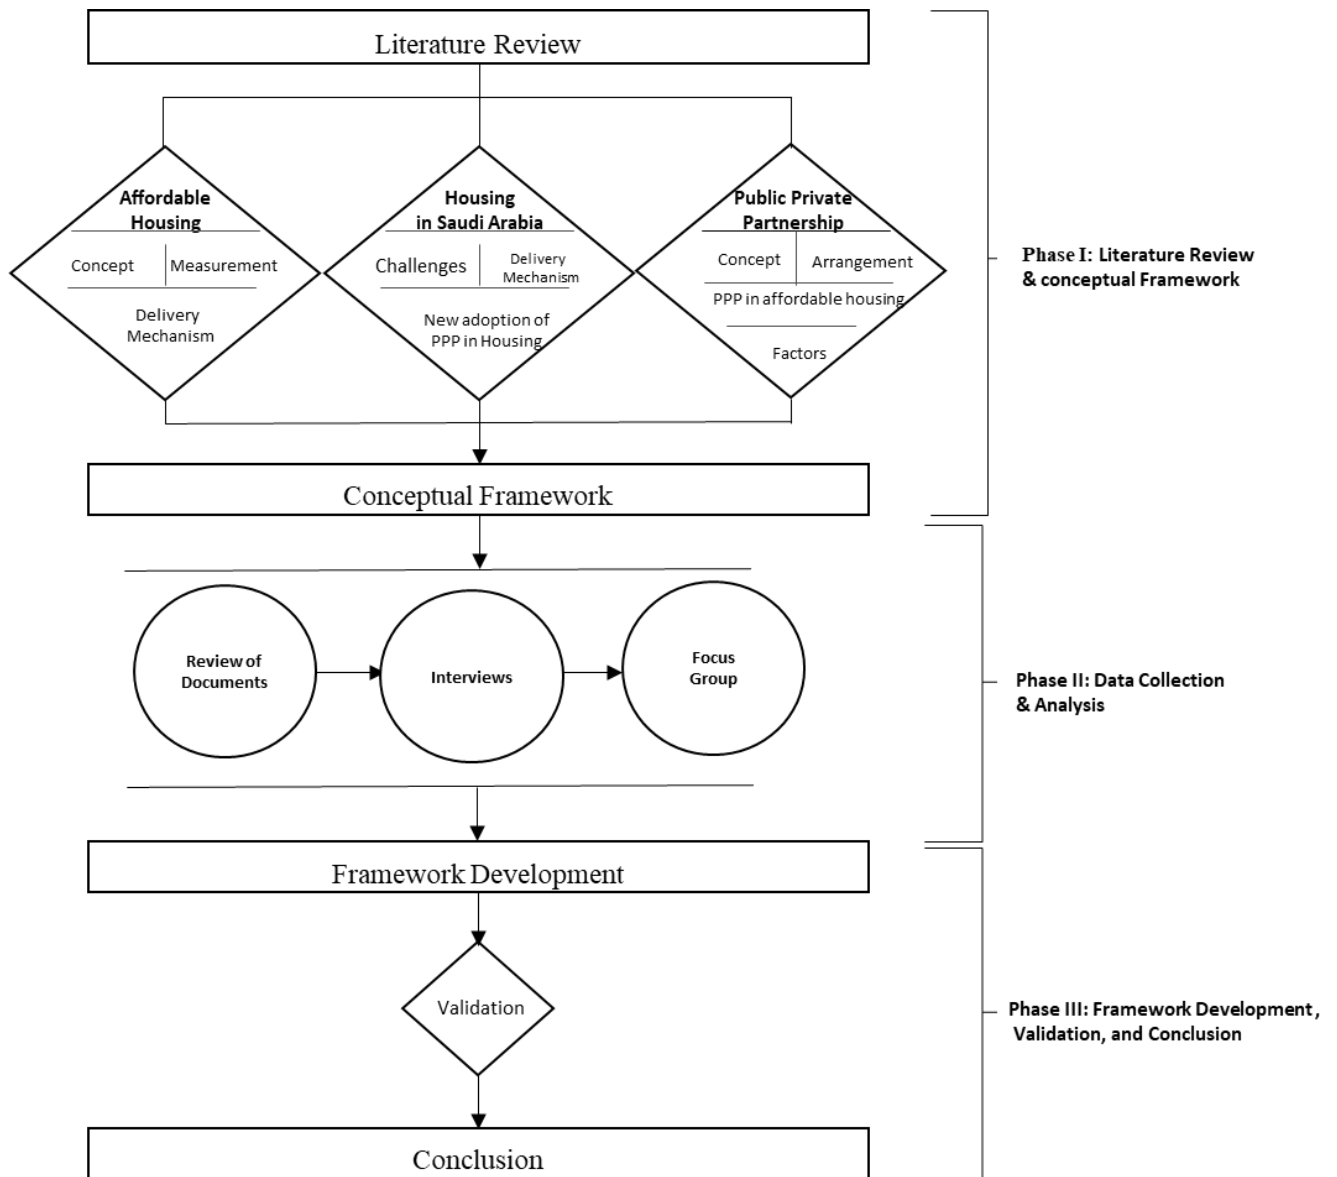 Literature Review
Affordable
Housing
Concept
Measurement
Delivery
Mechanism
Housing
in Saudi Arabia
Challenges
Delivery
Mechanism
New adoption of
PPP in Housing
Public Private
Partnership
Concept
Arrangement
PPP in affordable housing
Factors
Phase I: Literature Review
& conceptual Framework
Conceptual Framework
Review of
Documents
Interviews
Focus
Group
Phase II: Data Collection
& Analysis
Framework Development
Validation
Phase III: Framework Development,
Validation, and Conclusion
Conclusion